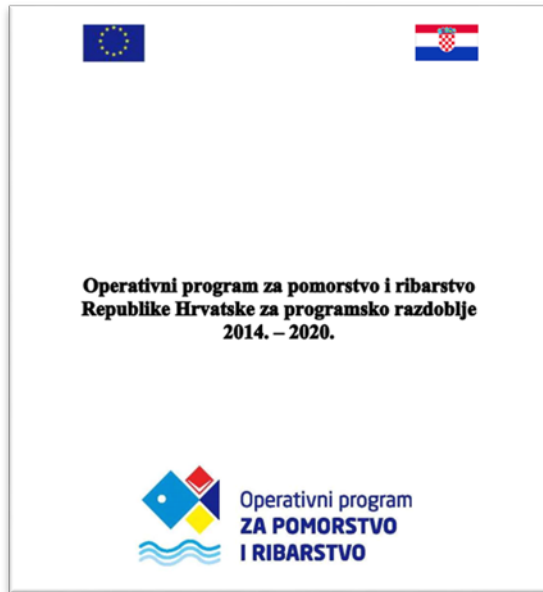 Operativni program za pomorstvo i ribarstvo
Republike Hrvatske za programsko razdoblje
2014. – 2020.
Operativni program
ZA POMORSTVO
I RIBARSTVO